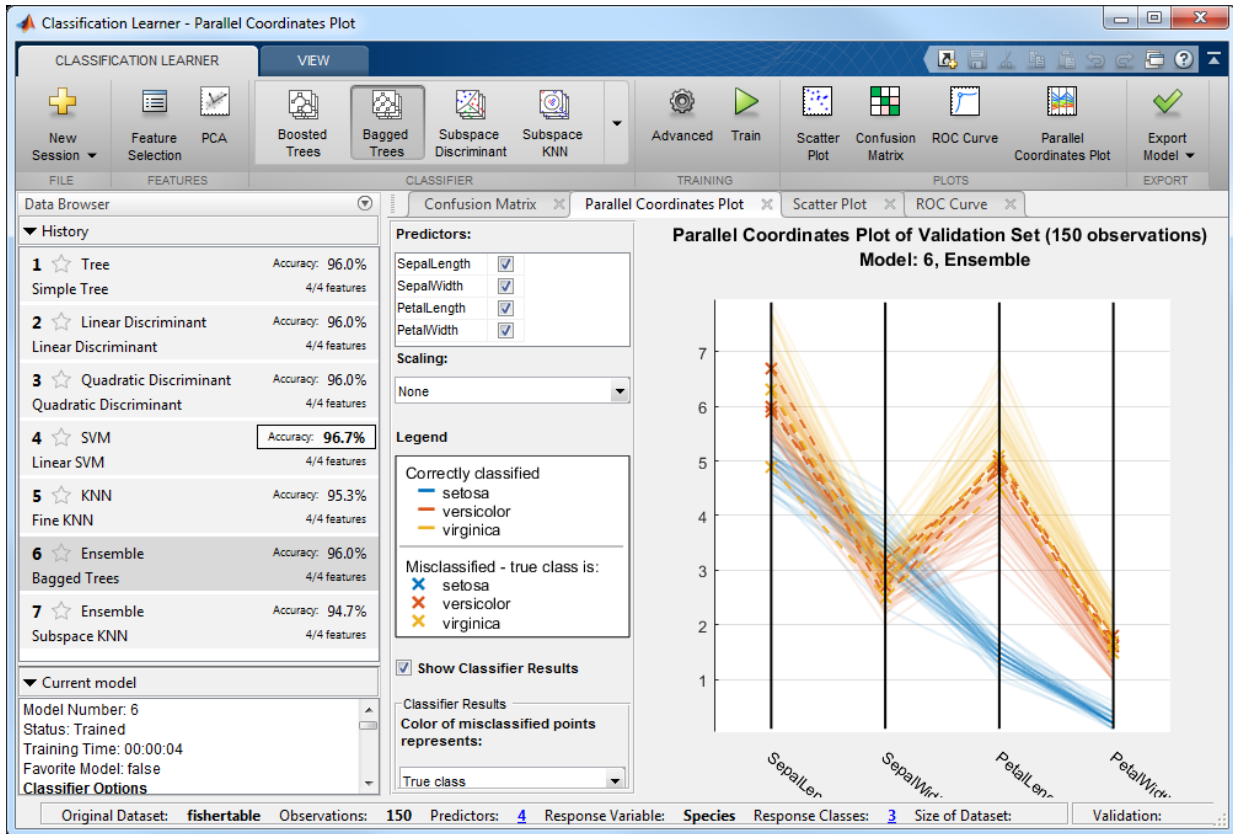 Classification Learner - Parallel Coordinates Plot
CLASSIFICATION LEARNER
VIEW
New Session
Feature Selection
PCA
Boosted Trees
Bagged Trees
Subspace Discriminant
Subspace KNN
Advanced
Train
Scatter Plot
Confusion Matrix
ROC Curve
Parallel Coordinates Plot
Export Model
FILE
FEATURES
CLASSIFIER
TRAINING
PLOTS
EXPORT
Data Browser
History
1 Tree Accuracy: 96.0%
Simple Tree 4/4 features
2 Linear Discriminant Accuracy: 96.0%
Linear Discriminant 4/4 features
3 Quadratic Discriminant Accuracy: 96.0%
Quadratic Discriminant 4/4 features
4 SVM Accuracy: 96.7%
Linear SVM 4/4 features
5 KNN Accuracy: 95.3%
Fine KNN 4/4 features
6 Ensemble Accuracy: 96.0%
Bagged Trees 4/4 features
7 Ensemble Accuracy: 94.7%
Subspace KNN 4/4 features
Current model
Model Number: 6
Status: Trained
Training Time: 00:00:04
Favorite Model: false
Classifier Options
Confusion Matrix
Parallel Coordinates Plot
Scatter Plot
ROC Curve
Predictors:
SepalLength
SepalWidth
PetalLength
PetalWidth
Scaling:
None
Legend
Correctly classified
setosa
versicolor
virginica
Misclassified - true class is:
setosa
versicolor
virginica
Show Classifier Results
Classifier Results
Color of misclassified points
represents:
True class
Parallel Coordinates Plot of Validation Set (150 observations)
Model: 6, Ensemble
7
6
5
4
3
2
1
SepalLen
SepalWidt
PetalLeng
PetalWidt
Original Dataset: fishertable Observations: 150 Predictors: 4 Response Variable: Species Response Classes: 3 Size of Dataset: Validation: